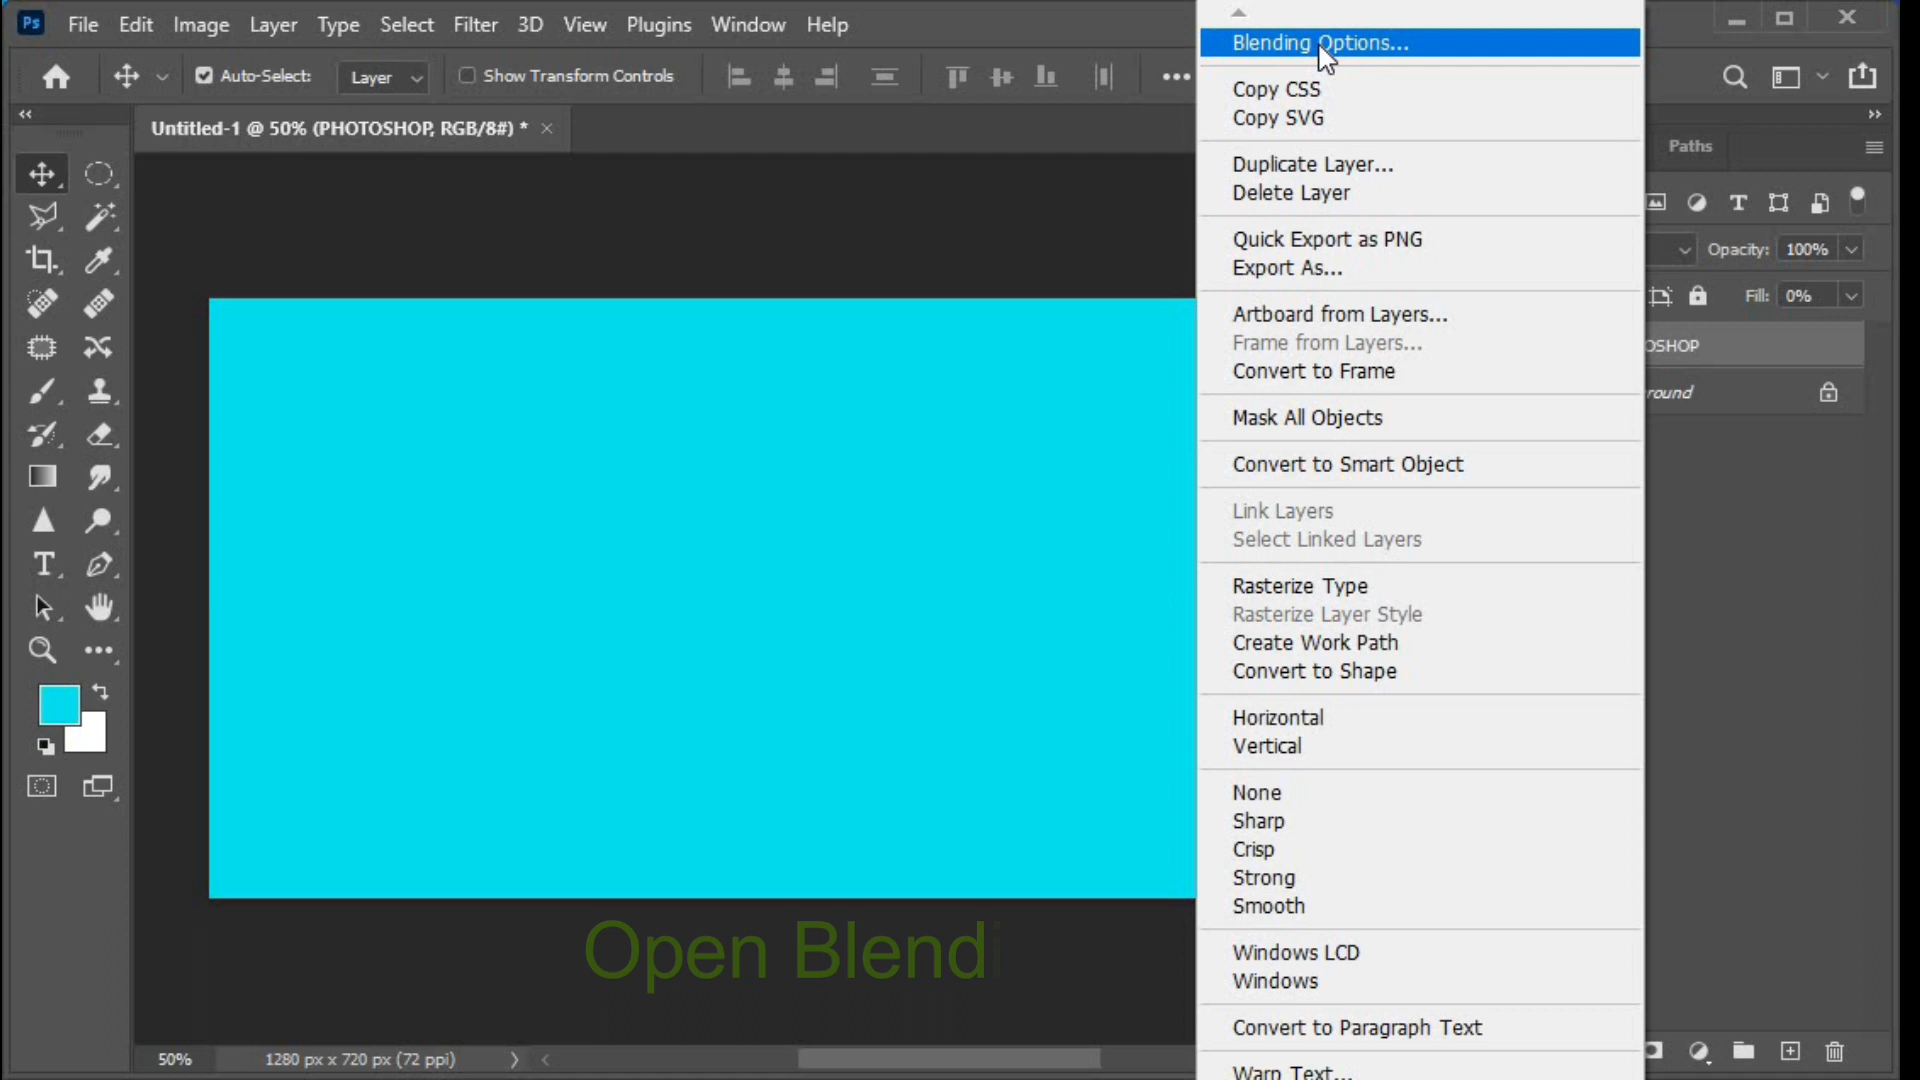 Ps File Edit Image Layer Type Select Filter 3D View Plugins Window Help
Auto-Select: Layer Show Transform Controls
Untitled-1 @ 50% (PHOTOSHOP, RGB/8#) *
Blending Options...
Copy CSS
Copy SVG
Duplicate Layer...
Delete Layer
Quick Export as PNG
Export As...
Artboard from Layers...
Frame from Layers...
Convert to Frame
Mask All Objects
Convert to Smart Object
Link Layers
Select Linked Layers
Rasterize Type
Rasterize Layer Style
Create Work Path
Convert to Shape
Horizontal
Vertical
None
Sharp
Crisp
Strong
Smooth
Windows LCD
Windows
Convert to Paragraph Text
Warp Text...
Paths
Opacity: 100%
Fill: 0%
OSHOP
round
Open Blendi
50% 1280 px x 720 px (72 ppi)